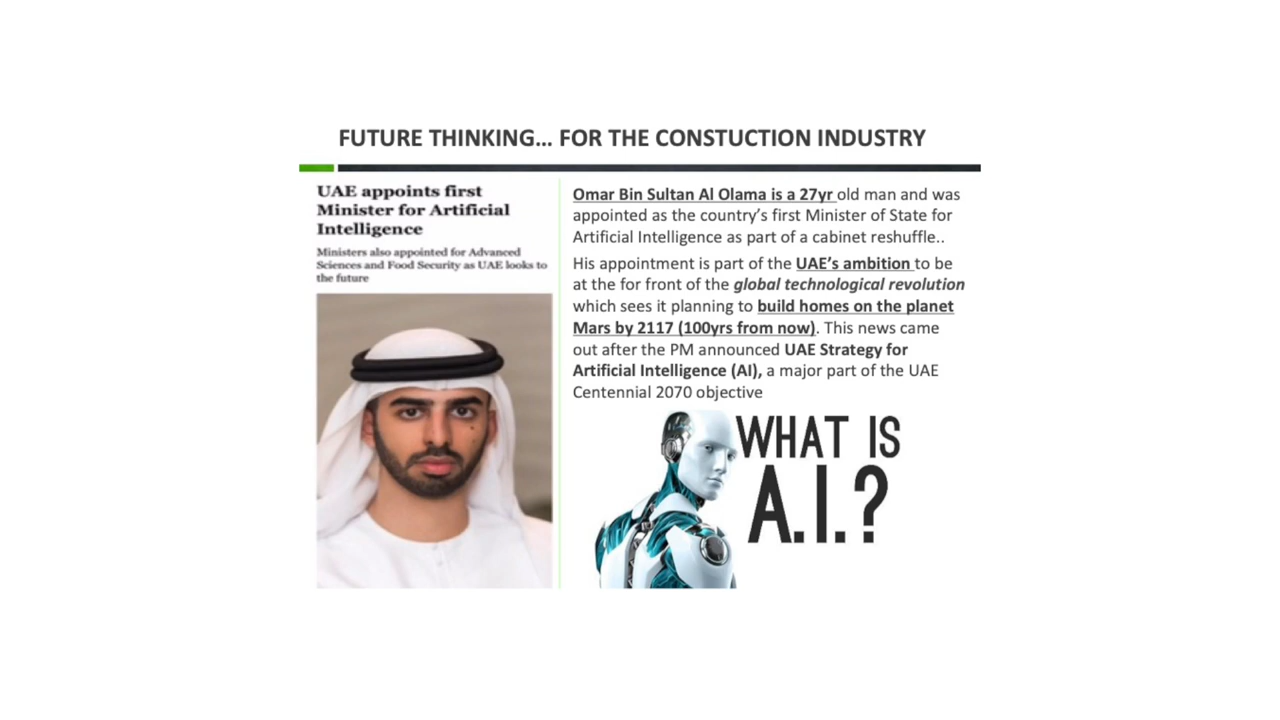 FUTURE THINKING... FOR THE CONSTUCTION INDUSTRY
UAE appoints first
Minister for Artificial
Intelligence
Ministers also appointed for Advanced
Sciences and Food Security as UAE looks to
the future
Omar Bin Sultan Al Olama is a 27yr old man and was
appointed as the country’s first Minister of State for
Artificial Intelligence as part of a cabinet reshuffle..
His appointment is part of the UAE’s ambition to be
at the for front of the global technological revolution
which sees it planning to build homes on the planet
Mars by 2117 (100yrs from now). This news came
out after the PM announced UAE Strategy for
Artificial Intelligence (AI), a major part of the UAE
Centennial 2070 objective
WHAT IS
A.I.?